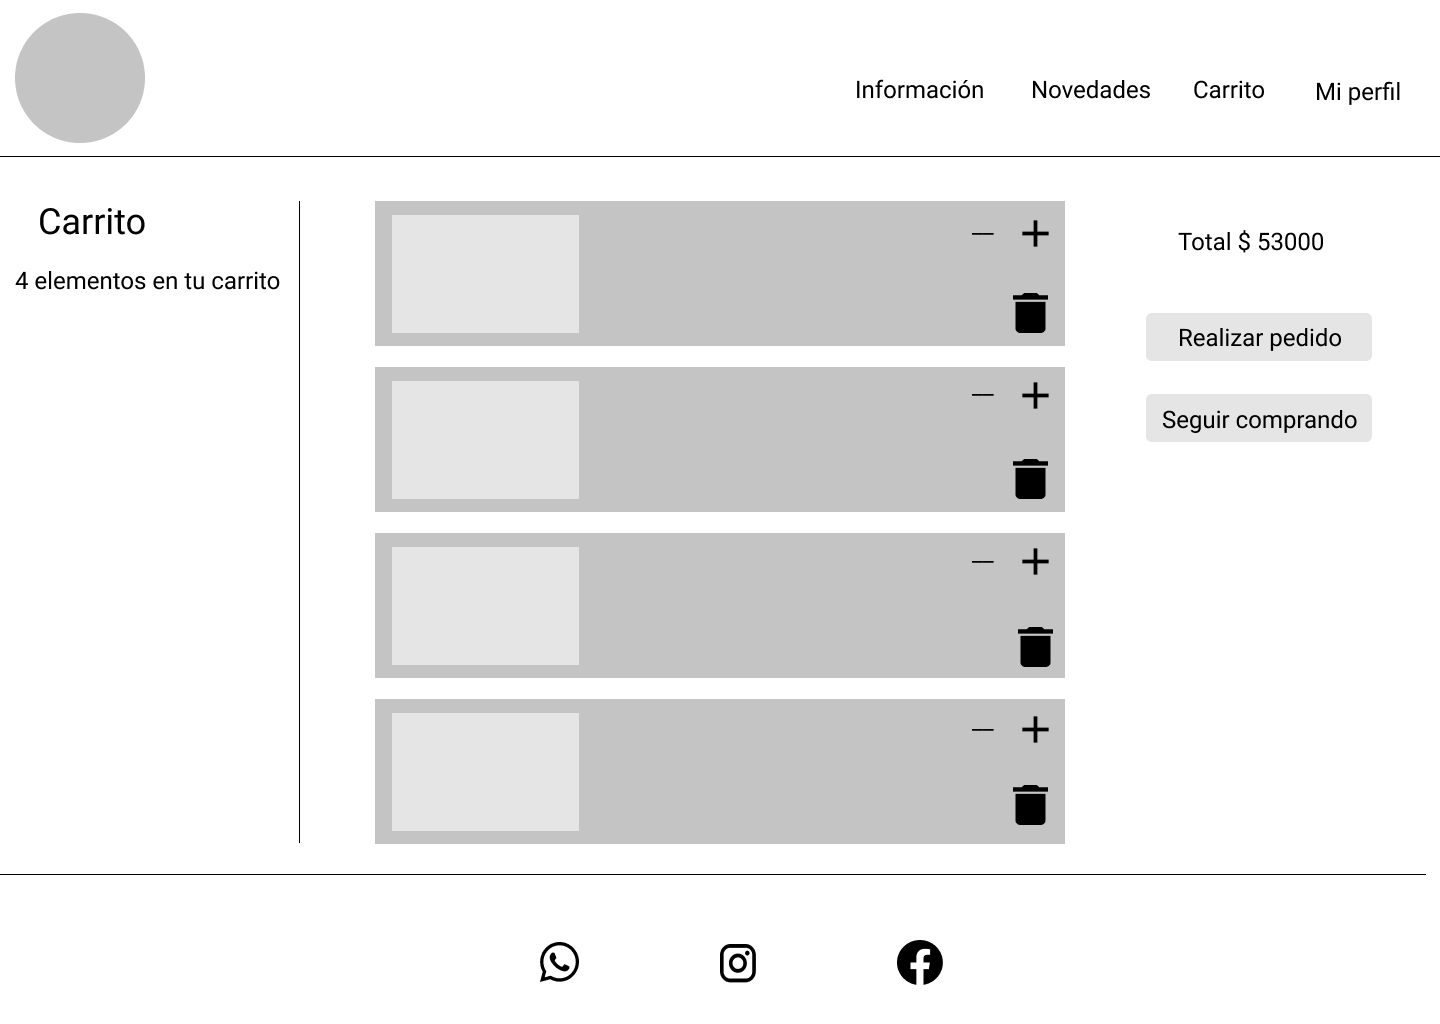 Información
Novedades
Carrito
Mi perfil
Carrito
4 elementos en tu carrito
Total $ 53000
Realizar pedido
Seguir comprando